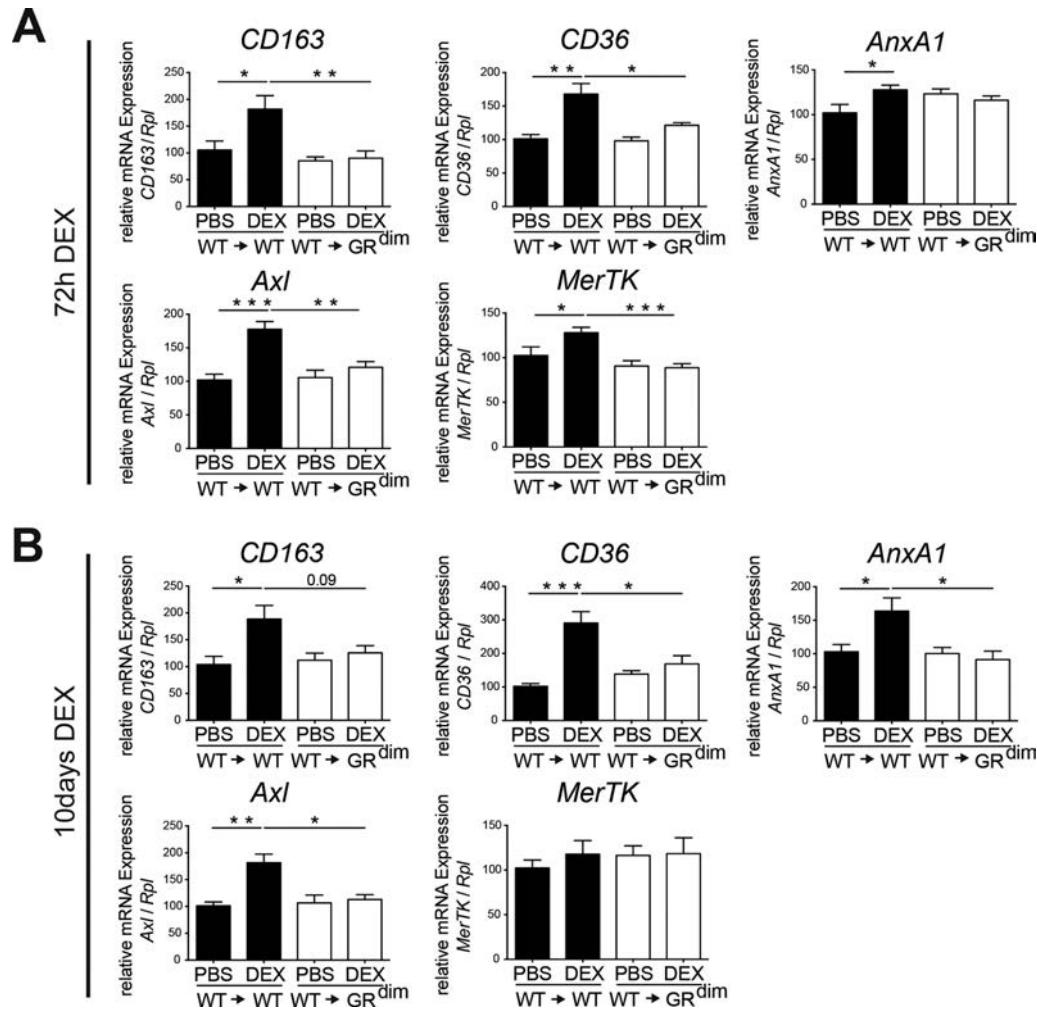 A
72h DEX
CD163
relative mRNA Expression
CD163 / Rpl
250
200
150
100
50
0
* **
PBS DEX PBS DEX
WT → WT WT → GR dim
CD36
relative mRNA Expression
CD36 / Rpl
200
150
100
50
0
** *
PBS DEX PBS DEX
WT → WT WT → GR dim
AnxA1
relative mRNA Expression
AnxA1 / Rpl
150
100
50
0
*
PBS DEX PBS DEX
WT → WT WT → GR dim
Axl
relative mRNA Expression
Axl / Rpl
200
150
100
50
0
*** **
PBS DEX PBS DEX
WT → WT WT → GR dim
MerTK
relative mRNA Expression
MerTK / Rpl
150
100
50
0
* ***
PBS DEX PBS DEX
WT → WT WT → GR dim
B
10days DEX
CD163
relative mRNA Expression
CD163 / Rpl
250
200
150
100
50
0
* 0.09
PBS DEX PBS DEX
WT → WT WT → GR dim
CD36
relative mRNA Expression
CD36 / Rpl
400
300
200
100
0
*** *
PBS DEX PBS DEX
WT → WT WT → GR dim
AnxA1
relative mRNA Expression
AnxA1 / Rpl
200
150
100
50
0
* *
PBS DEX PBS DEX
WT → WT WT → GR dim
Axl
relative mRNA Expression
Axl / Rpl
250
200
150
100
50
0
** *
PBS DEX PBS DEX
WT → WT WT → GR dim
MerTK
relative mRNA Expression
MerTK / Rpl
150
100
50
0
PBS DEX PBS DEX
WT → WT WT → GR dim